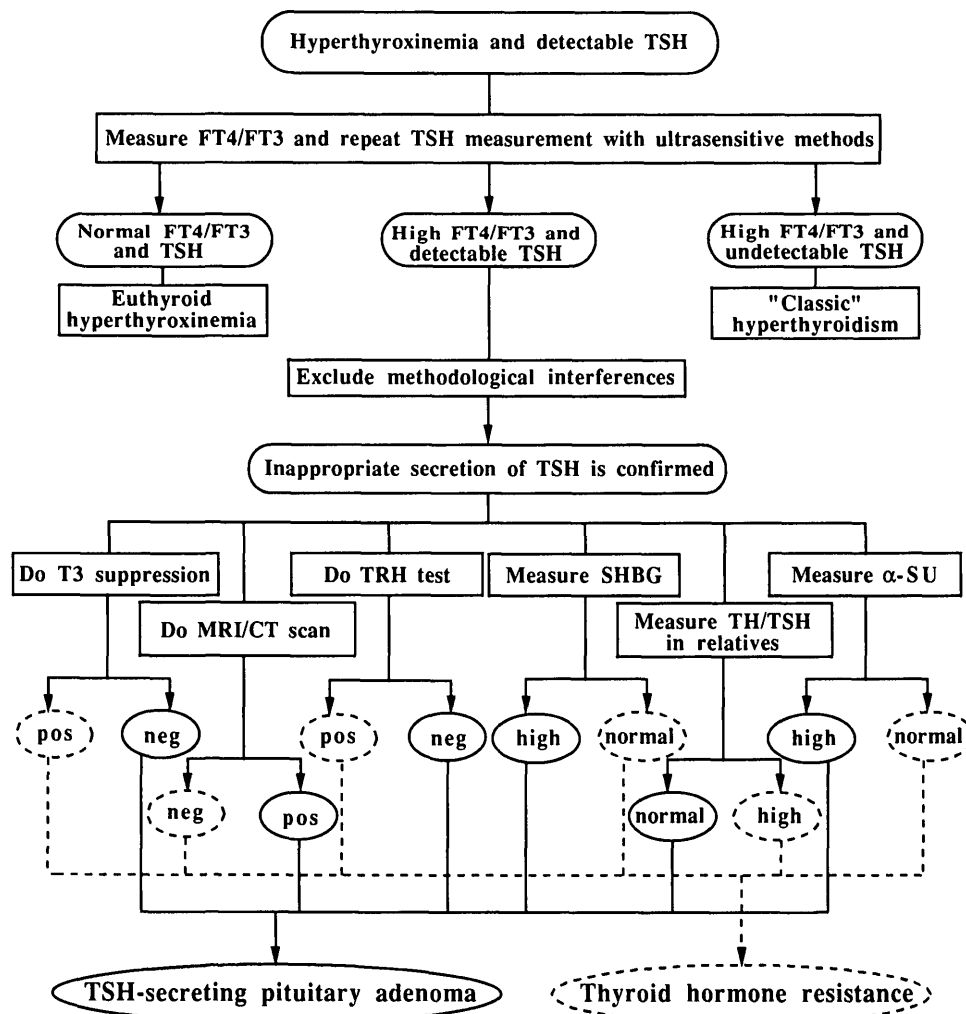 Hyperthyroxinemia and detectable TSH
Measure FT4/FT3 and repeat TSH measurement with ultrasensitive methods
Normal FT4/FT3
and TSH
High FT4/FT3 and
detectable TSH
High FT4/FT3 and
undetectable TSH
Euthyroid
hyperthyroxinemia
"Classic"
hyperthyroidism
Exclude methodological interferences
Inappropriate secretion of TSH is confirmed
Do T3 suppression
Do MRI/CT scan
Do TRH test
Measure SHBG
Measure TH/TSH
in relatives
Measure α-SU
pos
neg
neg
pos
pos
neg
high
normal
normal
high
high
normal
TSH-secreting pituitary adenoma
Thyroid hormone resistance